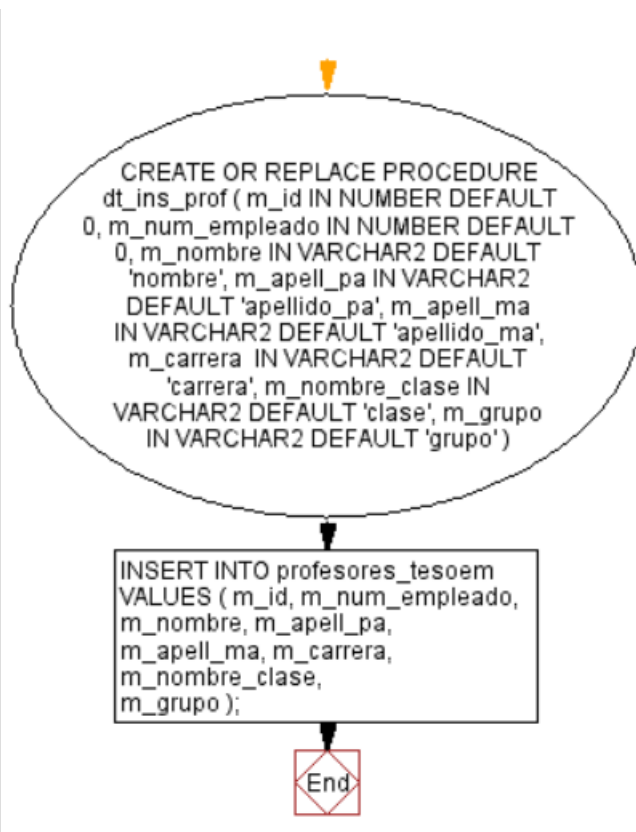 CREATE OR REPLACE PROCEDURE
dt_ins_prof ( m_id IN NUMBER DEFAULT
0, m_num_empleado IN NUMBER DEFAULT
0, m_nombre IN VARCHAR2 DEFAULT
'nombre', m_apell_pa IN VARCHAR2
DEFAULT 'apellido_pa', m_apell_ma
IN VARCHAR2 DEFAULT 'apellido_ma',
m_carrera  IN VARCHAR2 DEFAULT
'carrera', m_nombre_clase IN
VARCHAR2 DEFAULT 'clase', m_grupo
IN VARCHAR2 DEFAULT 'grupo' )
INSERT INTO profesores_tesoem
VALUES ( m_id, m_num_empleado,
m_nombre, m_apell_pa,
m_apell_ma, m_carrera,
m_nombre_clase,
m_grupo );
End